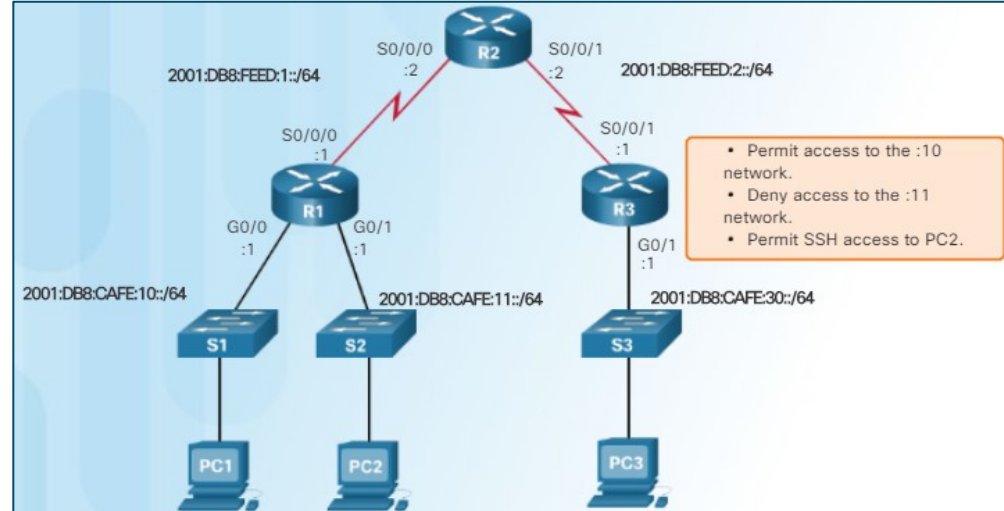 R2
S0/0/0
:2
S0/0/1
:2
2001:DB8:FEED:1::/64
2001:DB8:FEED:2::/64
S0/0/0
:1
S0/0/1
:1
• Permit access to the :10
network.
• Deny access to the :11
network.
• Permit SSH access to PC2.
R1
R3
G0/0
:1
G0/1
:1
G0/1
:1
2001:DB8:CAFE:10::/64
2001:DB8:CAFE:11::/64
2001:DB8:CAFE:30::/64
S1
S2
S3
PC1
PC2
PC3